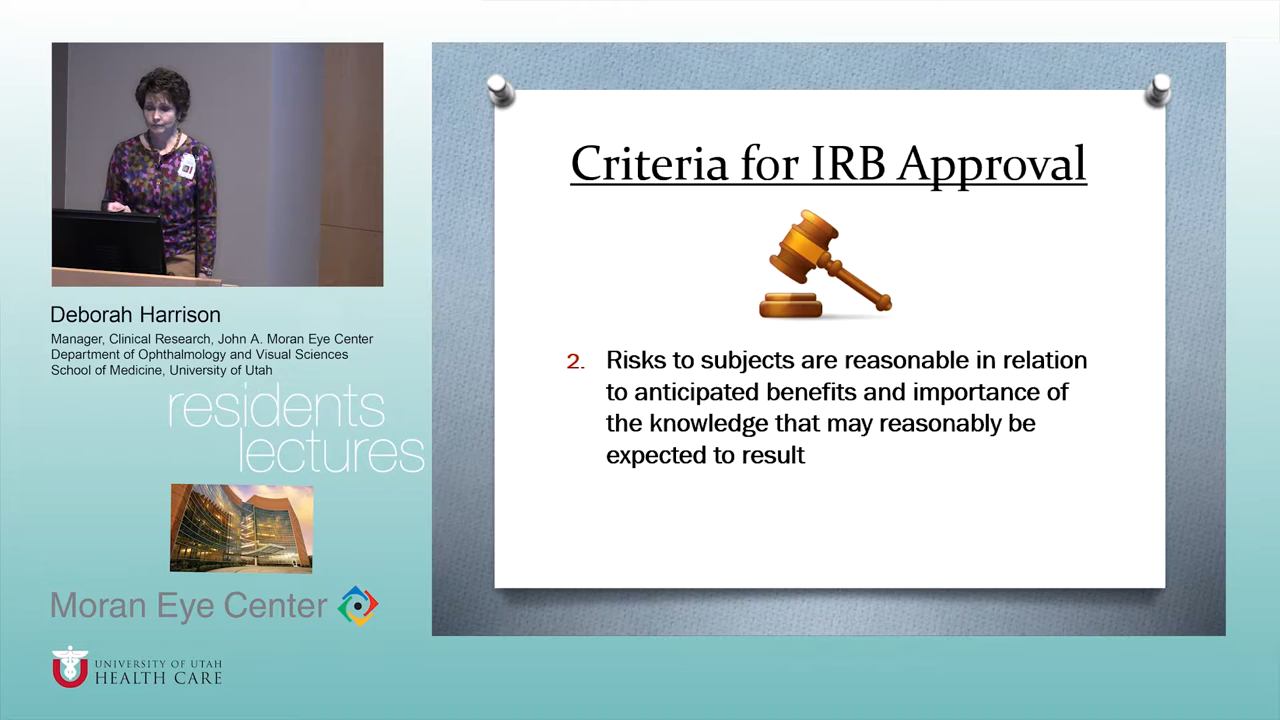 Criteria for IRB Approval
2. Risks to subjects are reasonable in relation
to anticipated benefits and importance of
the knowledge that may reasonably be
expected to result
Deborah Harrison
Manager, Clinical Research, John A. Moran Eye Center
Department of Ophthalmology and Visual Sciences
School of Medicine, University of Utah
residents
lectures
Moran Eye Center
UNIVERSITY OF UTAH
HEALTH CARE